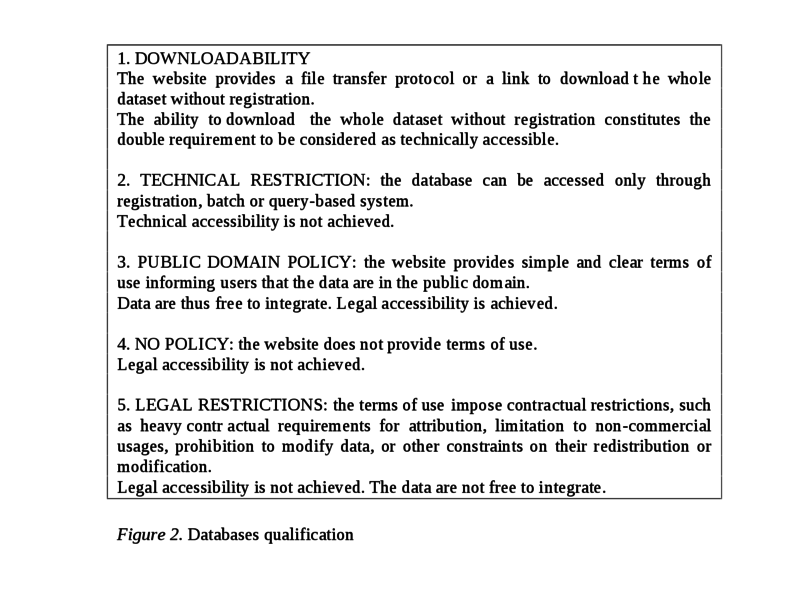 1. DOWNLOADABILITY
The website provides a file transfer protocol or a link to download t he whole
dataset without registration.
The ability to download the whole dataset without registration constitutes the
double requirement to be considered as technically accessible.
2. TECHNICAL RESTRICTION: the database can be accessed only through
registration, batch or query-based system.
Technical accessibility is not achieved.
3. PUBLIC DOMAIN POLICY: the website provides simple and clear terms of
use informing users that the data are in the public domain.
Data are thus free to integrate. Legal accessibility is achieved.
4. NO POLICY: the website does not provide terms of use.
Legal accessibility is not achieved.
5. LEGAL RESTRICTIONS: the terms of use impose contractual restrictions, such
as heavy contr actual requirements for attribution, limitation to non-commercial
usages, prohibition to modify data, or other constraints on their redistribution or
modification.
Legal accessibility is not achieved. The data are not free to integrate.
Figure 2. Databases qualification